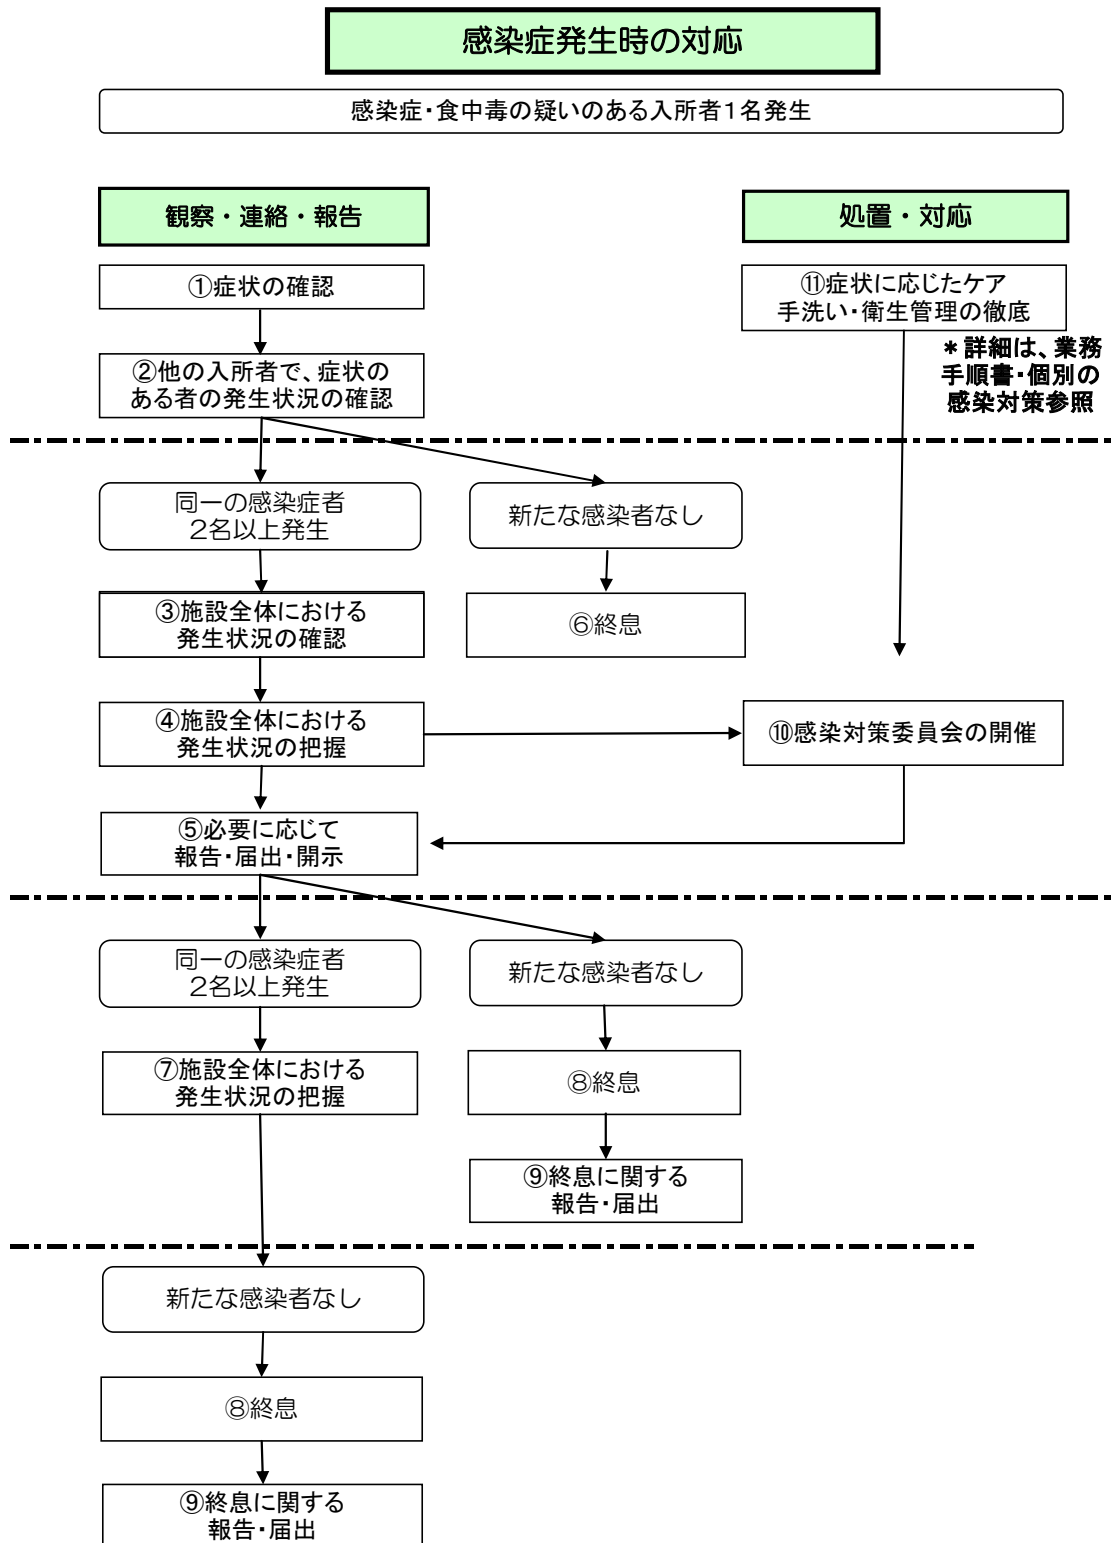 感染症発生時の対応
感染症・食中毒の疑いのある入所者1名発生
観察・連絡・報告
処置・対応
①症状の確認
⑪症状に応じたケア
手洗い・衛生管理の徹底
*詳細は、業務
手順書・個別の
感染対策参照
②他の入所者で、症状の
ある者の発生状況の確認
同一の感染症者
2名以上発生
新たな感染者なし
③施設全体における
発生状況の確認
⑥終息
④施設全体における
発生状況の把握
⑩感染対策委員会の開催
⑤必要に応じて
報告・届出・開示
同一の感染症者
2名以上発生
新たな感染者なし
⑦施設全体における
発生状況の把握
⑧終息
⑨終息に関する
報告・届出
新たな感染者なし
⑧終息
⑨終息に関する
報告・届出